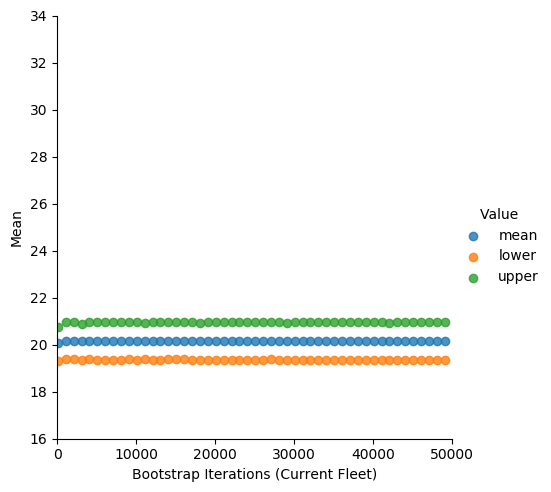 34
32
30
28
26
24
22
20
18
16
Mean
0 10000 20000 30000 40000 50000
Bootstrap Iterations (Current Fleet)
Value
mean
lower
upper